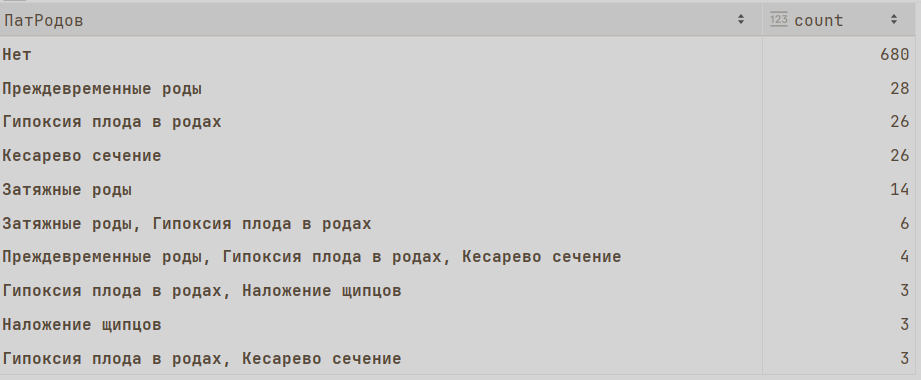 ПатРодов 123 count
Нет 680
Преждевременные роды 28
Гипоксия плода в родах 26
Кесарево сечение 26
Затяжные роды 14
Затяжные роды, Гипоксия плода в родах 6
Преждевременные роды, Гипоксия плода в родах, Кесарево сечение 4
Гипоксия плода в родах, Наложение щипцов 3
Наложение щипцов 3
Гипоксия плода в родах, Кесарево сечение 3